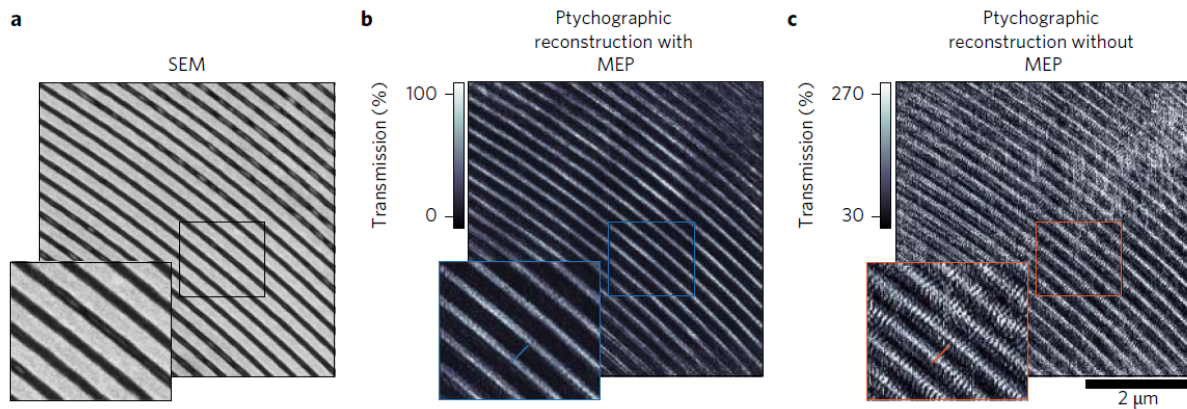 a
SEM
b
Ptychographic
reconstruction with
MEP
Transmission (%)
100
0
c
Ptychographic
reconstruction without
MEP
Transmission (%)
270
30
2 μm